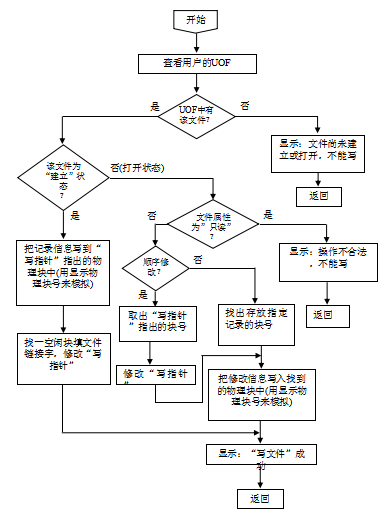 开始
查看用户的UOF
UOF中有
该文件?
是
否
该文件为
“建立”状
态
?
否(打开状态)
显示: 文件尚未建
立或打开, 不能写
返回
是
否
文件属性
为”只读”
?
是
把记录信息写到“
写指针”指出的物
理块中(用显示物
理块号来模拟)
顺序修
改?
否
显示: 操作不合法
, 不能写
是
取出“写指针
”指出的块号
找出存放指定
记录的块号
返回
找一空闲块填文件
链接字, 修改“写
指针”
修改“写指针
”
把修改信息写入找到
的物理块中(用显示物
理块号来模拟)
显示: “写文件”成
功
返回